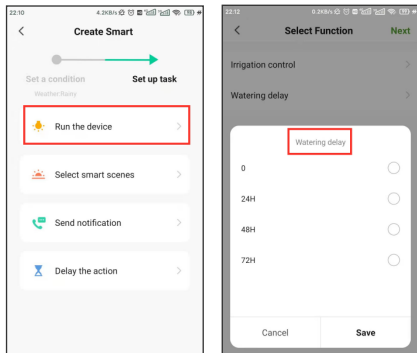 22:10
4.2KB/s
Create Smart
Set a condition
Set up task
Weather:Rainy
Run the device
Select smart scenes
Send notification
Delay the action
22:12
0.2KB/s
Select Function
Next
Irrigation control
Watering delay
Watering delay
0
24H
48H
72H
Cancel
Save